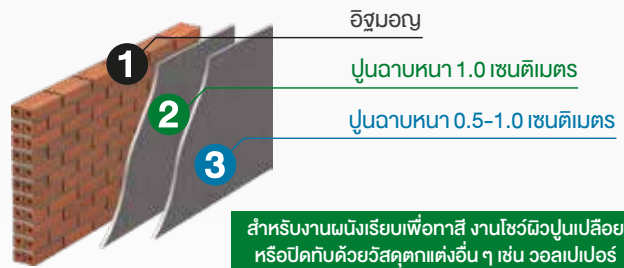 1
อิฐมอญ
2
ปูนฉาบหนา 1.0 เซนติเมตร
3
ปูนฉาบหนา 0.5-1.0 เซนติเมตร
สำหรับงานผนังเรียบเพื่อทาสี งานโชว์ผิวปูนเปลือย
หรือปิดทับด้วยวัสดุตกแต่งอื่น ๆ เช่น วอลเปเปอร์